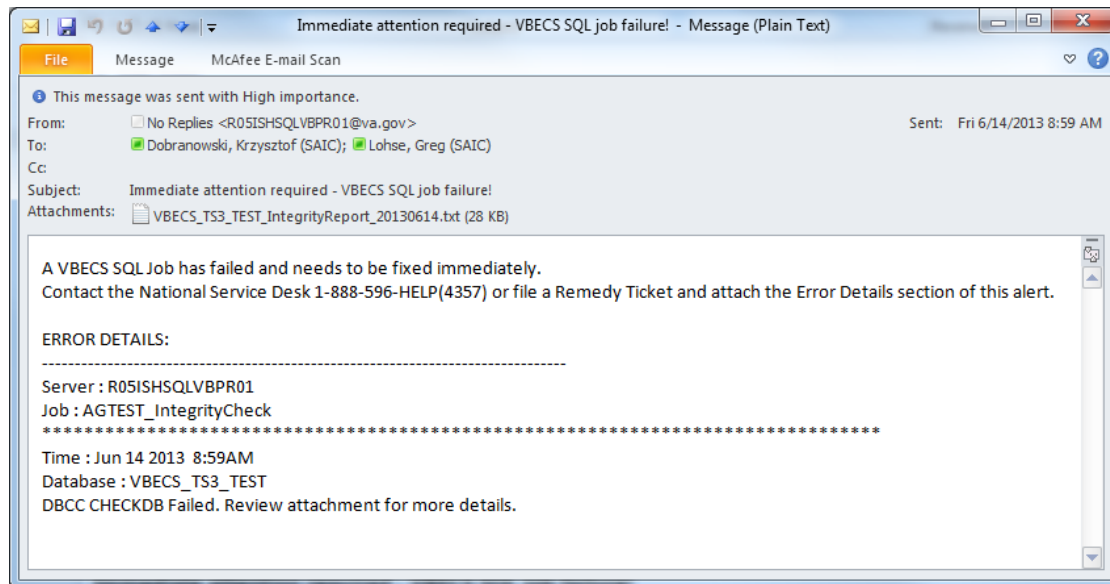 Immediate attention required - VBECS SQL job failure! - Message (Plain Text)
File Message McAfee E-mail Scan
This message was sent with High importance.
From: No Replies <R05ISHSQLVBPR01@va.gov> Sent: Fri 6/14/2013 8:59 AM
To: Dobranowski, Krzysztof (SAIC); Lohse, Greg (SAIC)
Cc:
Subject: Immediate attention required - VBECS SQL job failure!
Attachments: VBECS_TS3_TEST_IntegrityReport_20130614.txt (28 KB)
A VBECS SQL Job has failed and needs to be fixed immediately.
Contact the National Service Desk 1-888-596-HELP(4357) or file a Remedy Ticket and attach the Error Details section of this alert.
ERROR DETAILS:
--------------------------------------------------------------------------------
Server : R05ISHSQLVBPR01
Job : AGTEST_IntegrityCheck
********************************************************************************
Time : Jun 14 2013 8:59AM
Database : VBECS_TS3_TEST
DBCC CHECKDB Failed. Review attachment for more details.